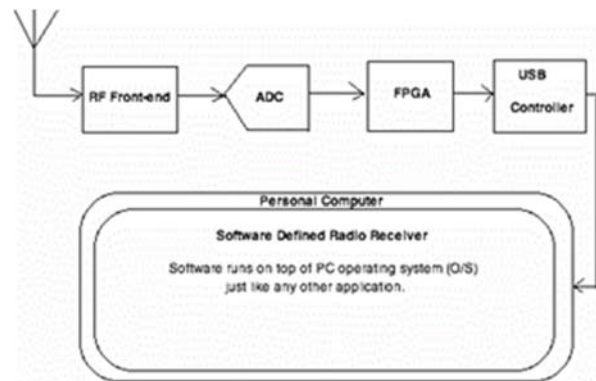 RF Front-end
ADC
FPGA
USB
Controller
Personal Computer
Software Defined Radio Receiver
Software runs on top of PC operating system (O/S)
just like any other application.